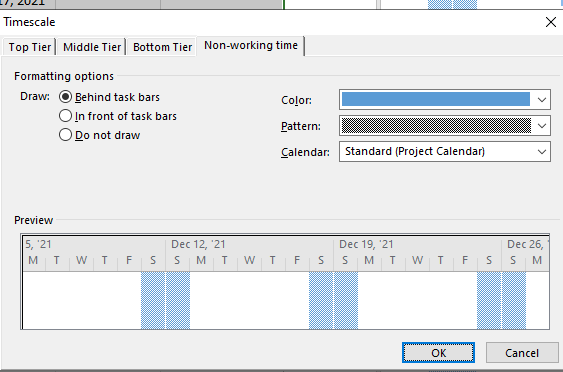 17, 2021
Timescale
Top Tier Middle Tier Bottom Tier Non-working time
Formatting options
Draw: Behind task bars
In front of task bars
Do not draw
Color:
Pattern:
Calendar: Standard (Project Calendar)
Preview
5, '21 Dec 12, '21 Dec 19, '21 Dec 26, '
M T W T F S S M T W T F S S M T W T F S S M
OK Cancel